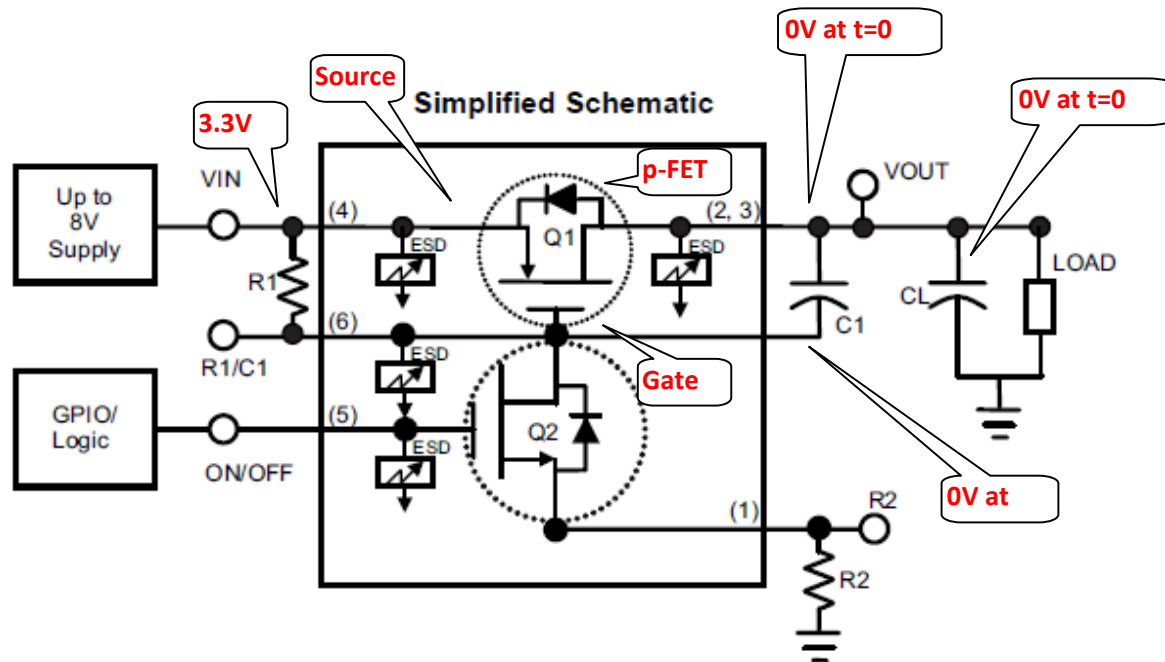 0V at t=0
Source
0V at t=0
Simplified Schematic
3.3V
p-FET
VIN
VOUT
Up to
8V
Supply
(4)
(2, 3)
Q1
ESD
ESD
R1
LOAD
CL
C1
(6)
ESD
R1/C1
Gate
GPIO/
Logic
(5)
Q2
ESD
ON/OFF
0V at
(1)
R2
R2